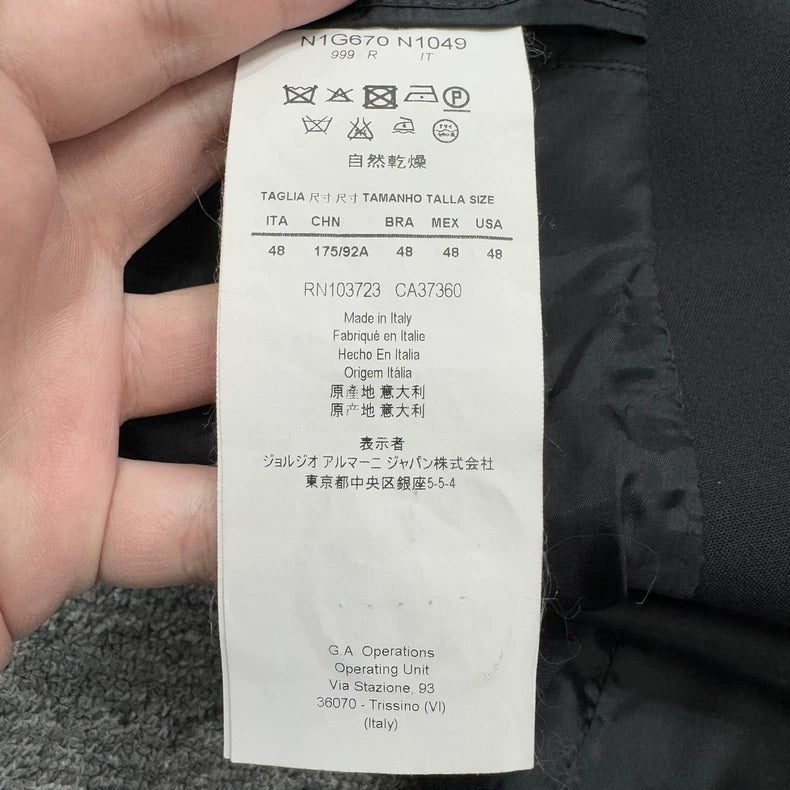 N1G670 N1049
999 R IT
P
自然乾燥
TAGLIA 尺寸 尺寸 TAMANHO TALLA SIZE
ITA CHN BRA MEX USA
48 175/92A 48 48 48
RN103723 CA37360
Made in Italy
Fabriqué en Italie
Hecho En Italia
Origem Itália
原產地 意大利
原产地 意大利
表示者
ジョルジオ アルマーニ ジャパン株式会社
東京都中央区銀座5-5-4
G.A. Operations
Operating Unit
Via Stazione, 93
36070 - Trissino (VI)
(Italy)